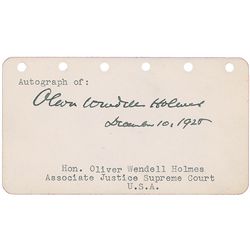 Autograph of:
Oliver Wendell Holmes
December 10, 1925
Hon. Oliver Wendell Holmes
Associate Justice Supreme Court
U.S.A.